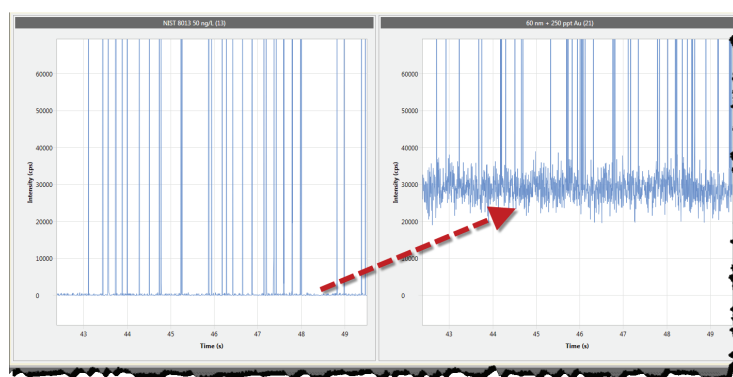 NIST 8013 50 ng/L (13)
60000
50000
40000
30000
20000
10000
0
Intensity (cps)
43 44 45 46 47 48 49
Time (s)
60 nm + 250 ppt Au (21)
60000
50000
40000
30000
20000
10000
0
Intensity (cps)
43 44 45 46 47 48 49
Time (s)